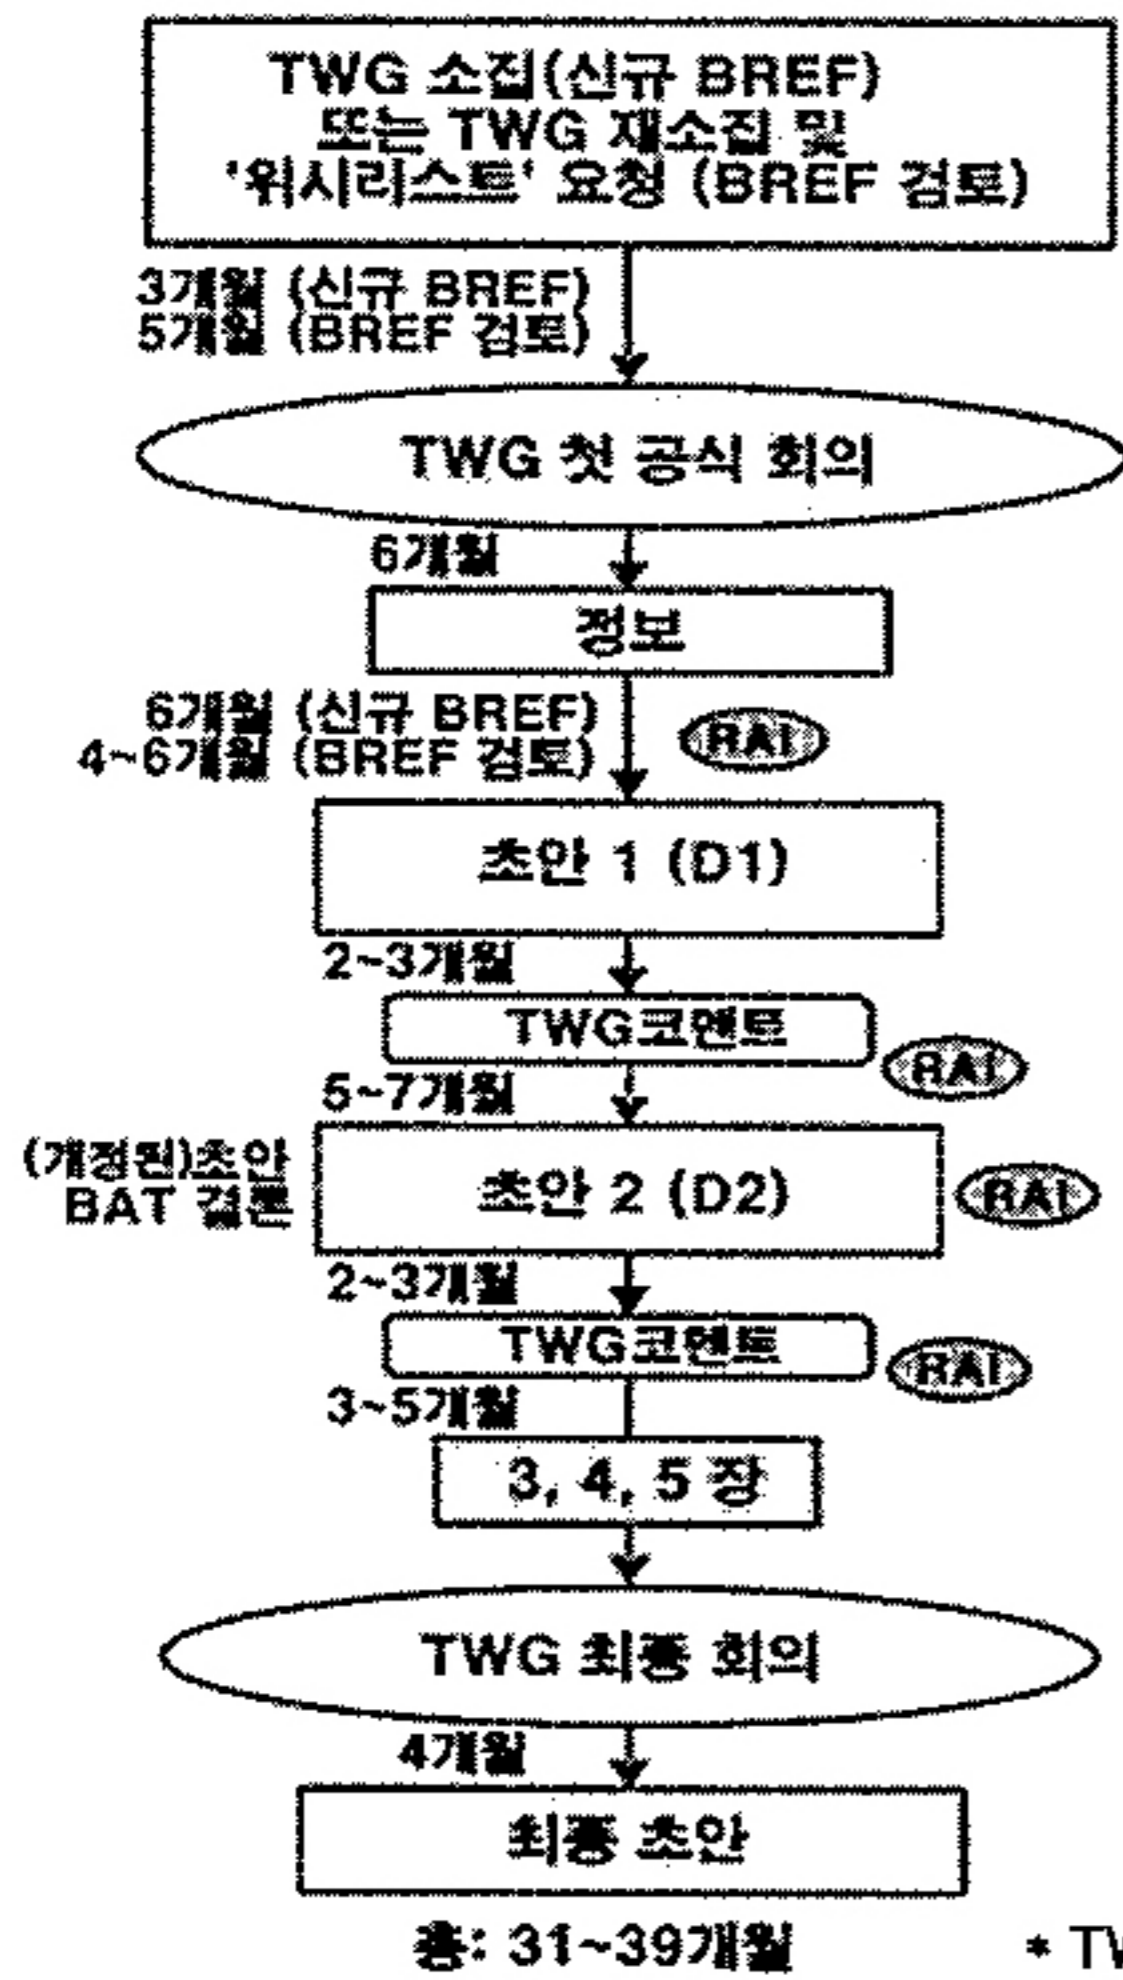 TWG 소집(신규 BREF)
또는 TWG 재소집 및
'위시리스트' 요청 (BREF 검토)
3개월 (신규 BREF)
5개월 (BREF 검토)
TWG 첫 공식 회의
6개월
정보
6개월 (신규 BREF)
4~6개월 (BREF 검토)
RAI
초안 1 (D1)
2~3개월
TWG코멘트
RAI
5~7개월
(개정된)초안
BAT 결론
초안 2 (D2)
RAI
2~3개월
TWG코멘트
RAI
3~5개월
3, 4, 5 장
TWG 최종 회의
4개월
최종 초안
총: 31~39개월
* TW